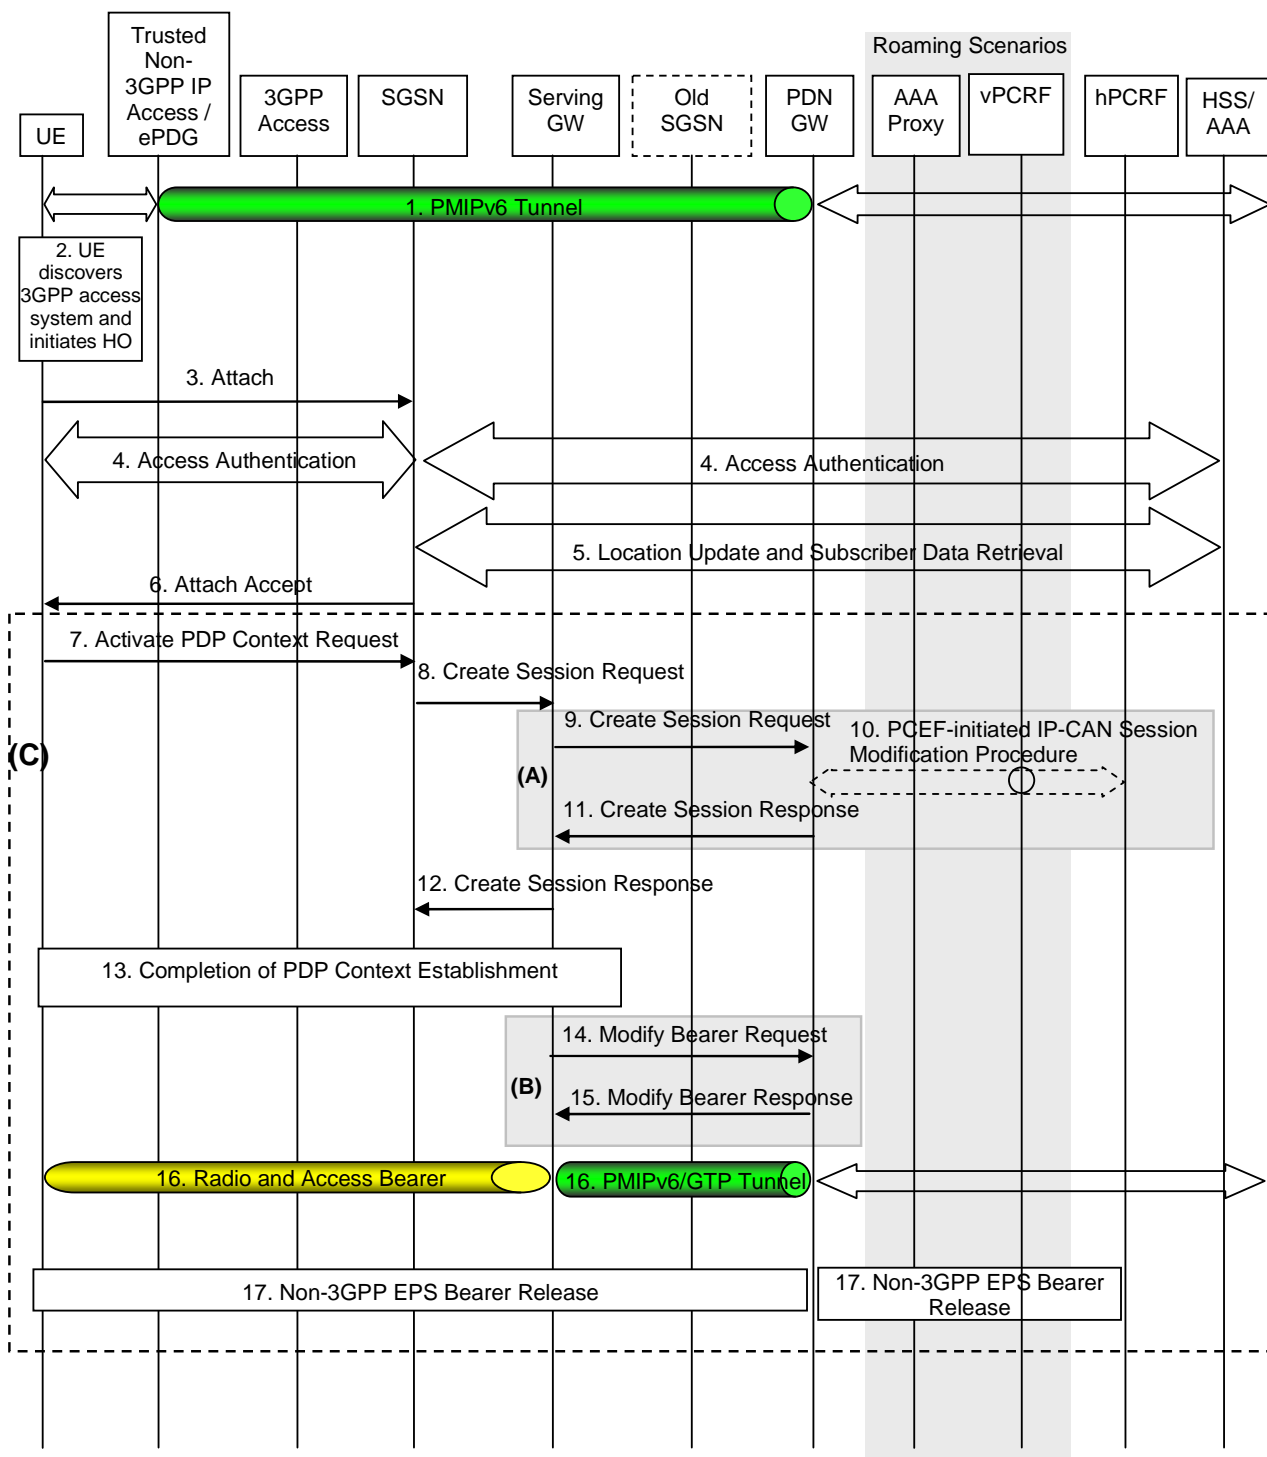 Roaming Scenarios
UE
Trusted
Non-
3GPP IP
Access /
ePDG
3GPP
Access
SGSN
Serving
GW
Old
SGSN
PDN
GW
AAA
Proxy
vPCRF
hPCRF
HSS/
AAA
1. PMIPv6 Tunnel
2. UE
discovers
3GPP access
system and
initiates HO
3. Attach
4. Access Authentication
4. Access Authentication
5. Location Update and Subscriber Data Retrieval
6. Attach Accept
(C)
7. Activate PDP Context Request
8. Create Session Request
(A)
9. Create Session Request
10. PCEF-initiated IP-CAN Session
Modification Procedure
11. Create Session Response
12. Create Session Response
13. Completion of PDP Context Establishment
(B)
14. Modify Bearer Request
15. Modify Bearer Response
16. Radio and Access Bearer
16. PMIPv6/GTP Tunnel
17. Non-3GPP EPS Bearer Release
17. Non-3GPP EPS Bearer
Release